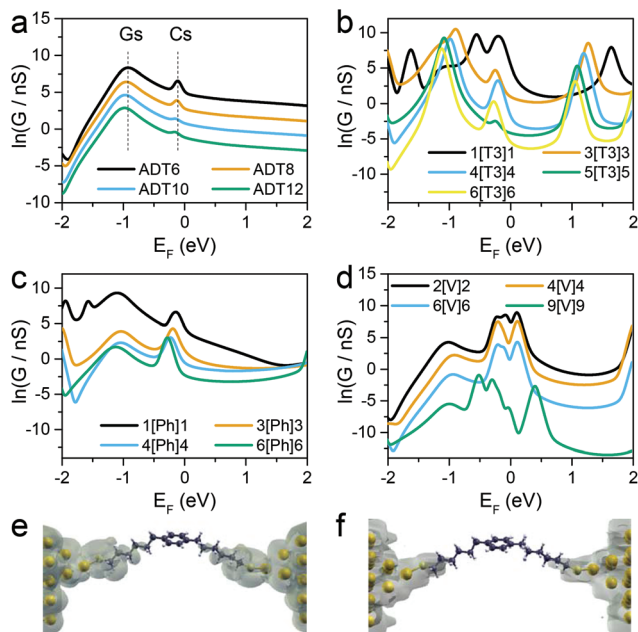 a
Gs
Cs
ln(G / nS)
15
10
5
0
-5
-10
ADT6
ADT8
ADT10
ADT12
-2
-1
0
1
2
E_F (eV)
b
ln(G / nS)
10
5
0
-5
-10
1[T3]1
3[T3]3
4[T3]4
5[T3]5
6[T3]6
-2
-1
0
1
2
E_F (eV)
c
ln(G / nS)
15
10
5
0
-5
-10
1[Ph]1
3[Ph]3
4[Ph]4
6[Ph]6
-2
-1
0
1
2
E_F (eV)
d
ln(G / nS)
15
10
5
0
-5
-10
2[V]2
4[V]4
6[V]6
9[V]9
-2
-1
0
1
2
E_F (eV)
e
f